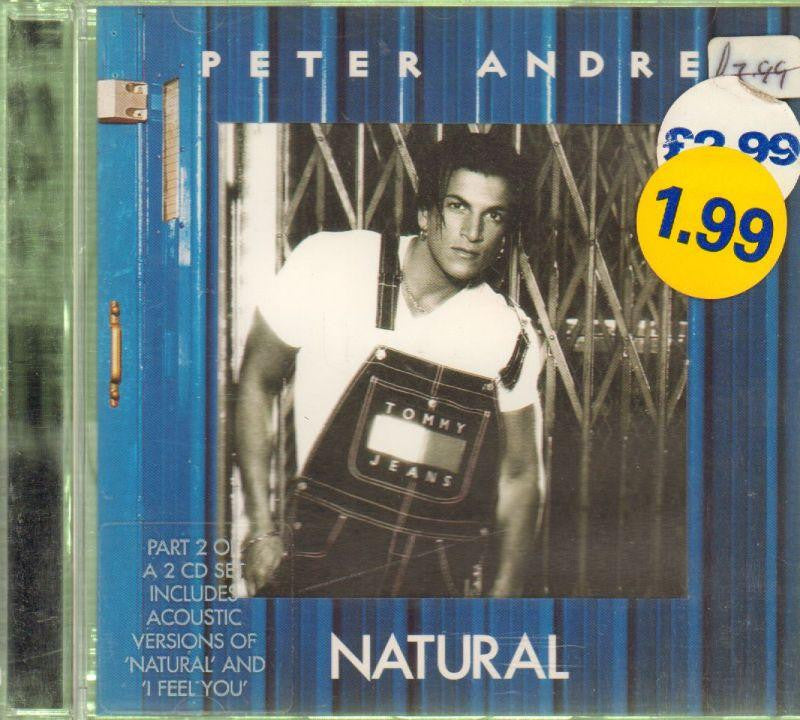 PETER ANDRE
£2.99
1.99
TOMMY
JEANS
PART 2 OF
A 2 CD SET
INCLUDES
ACOUSTIC
VERSIONS OF
'NATURAL' AND
'I FEEL YOU'
NATURAL